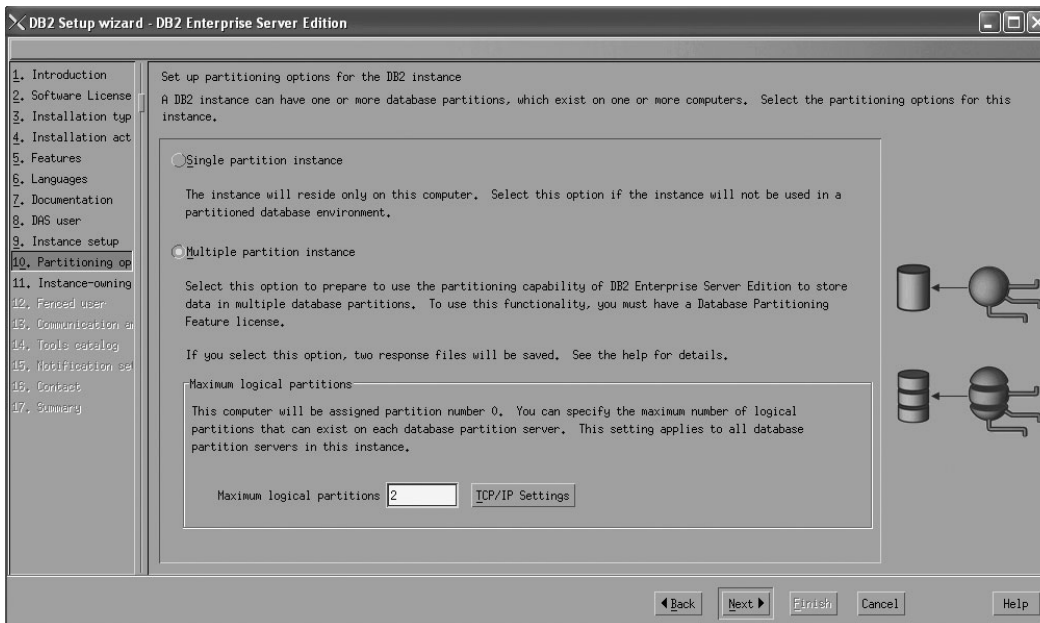 DB2 Setup wizard - DB2 Enterprise Server Edition
1. Introduction
2. Software License
3. Installation typ
4. Installation act
5. Features
6. Languages
7. Documentation
8. DAS user
9. Instance setup
10. Partitioning op
11. Instance-owning
12. Fenced user
13. Communication an
14. Tools catalog
15. Notification set
16. Contact
17. Summary
Set up partitioning options for the DB2 instance
A DB2 instance can have one or more database partitions, which exist on one or more computers. Select the partitioning options for this
instance.
Single partition instance
The instance will reside only on this computer. Select this option if the instance will not be used in a
partitioned database environment.
Multiple partition instance
Select this option to prepare to use the partitioning capability of DB2 Enterprise Server Edition to store
data in multiple database partitions. To use this functionality, you must have a Database Partitioning
Feature license.
If you select this option, two response files will be saved. See the help for details.
Maximum logical partitions
This computer will be assigned partition number 0. You can specify the maximum number of logical
partitions that can exist on each database partition server. This setting applies to all database
partition servers in this instance.
Maximum logical partitions 2 TCP/IP Settings
Back Next Finish Cancel Help